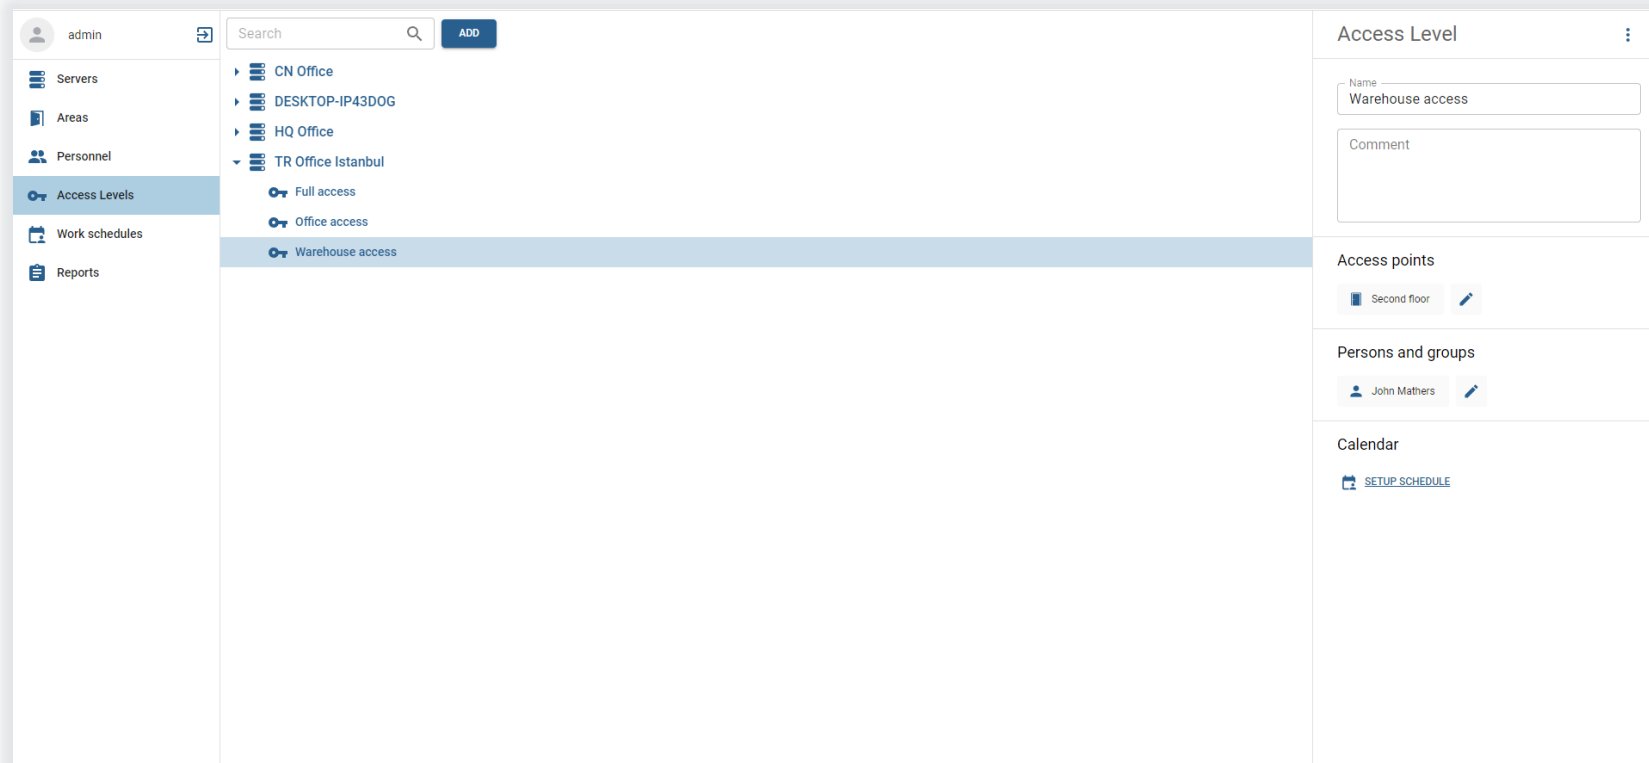 admin
Servers
Areas
Personnel
Access Levels
Work schedules
Reports
Search
ADD
CN Office
DESKTOP-IP43DOG
HQ Office
TR Office Istanbul
Full access
Office access
Warehouse access
Access Level
Name
Warehouse access
Comment
Access points
Second floor
Persons and groups
John Mathers
Calendar
SETUP SCHEDULE